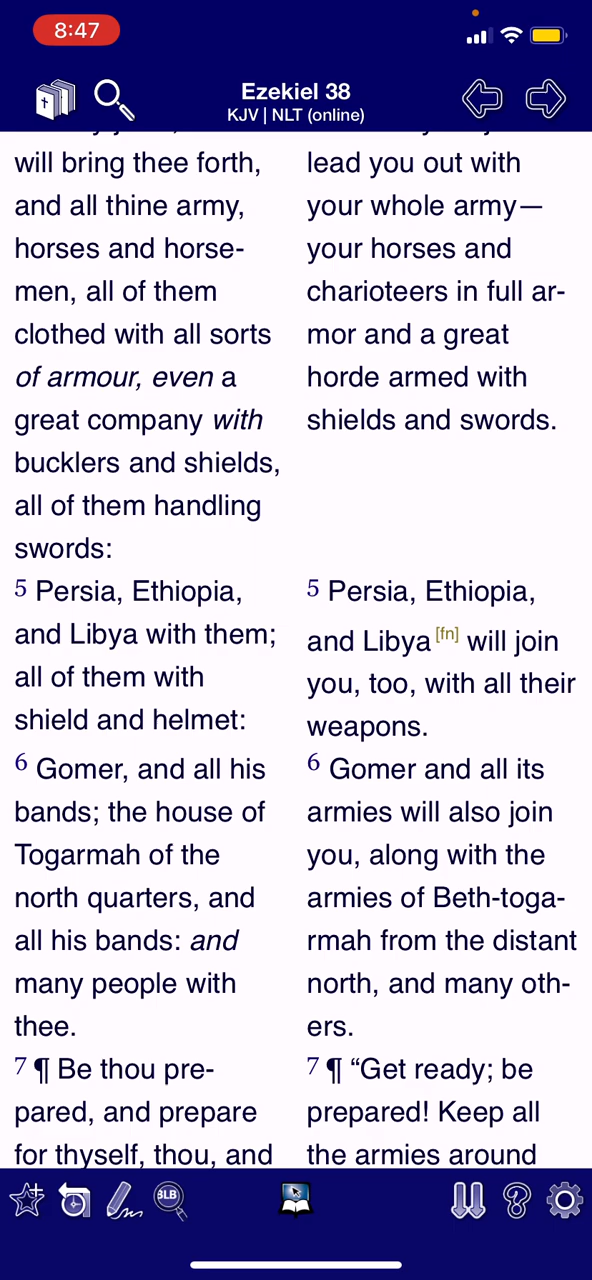 8:47
Ezekiel 38
KJV | NLT (online)
will bring thee forth,
and all thine army,
horses and horse-
men, all of them
clothed with all sorts
of armour, even a
great company with
bucklers and shields,
all of them handling
swords:
5 Persia, Ethiopia,
and Libya with them;
all of them with
shield and helmet:
6 Gomer, and all his
bands; the house of
Togarmah of the
north quarters, and
all his bands: and
many people with
thee.
7 ¶ Be thou pre-
pared, and prepare
for thyself, thou, and
lead you out with
your whole army—
your horses and
charioteers in full ar-
mor and a great
horde armed with
shields and swords.
5 Persia, Ethiopia,
and Libya [fn] will join
you, too, with all their
weapons.
6 Gomer and all its
armies will also join
you, along with the
armies of Beth-toga-
rmah from the distant
north, and many oth-
ers.
7 ¶ “Get ready; be
prepared! Keep all
the armies around
BLB